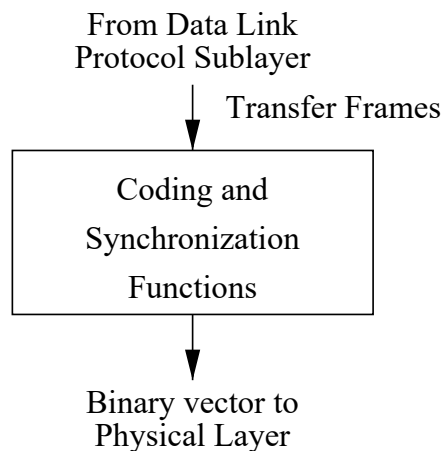 From Data Link
Protocol Sublayer
Transfer Frames
Coding and
Synchronization
Functions
Binary vector to
Physical Layer